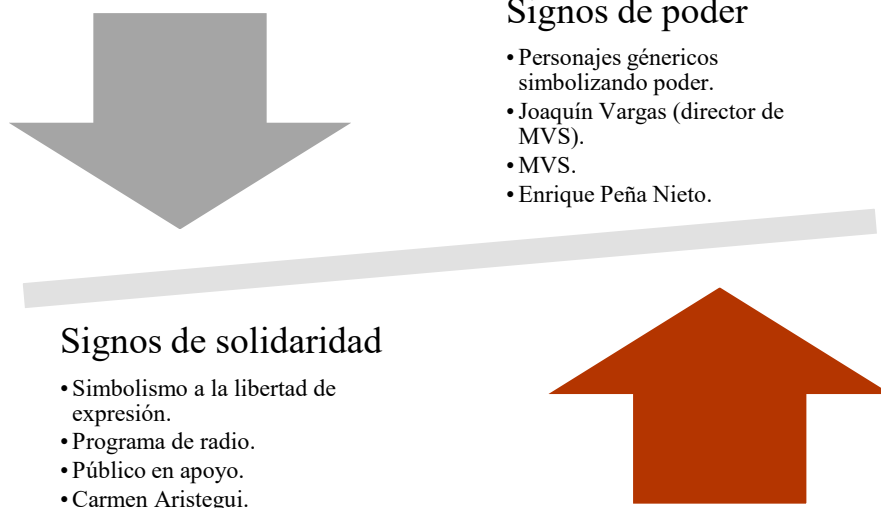 Signos de poder
• Personajes génericos
simbolizando poder.
• Joaquín Vargas (director de
MVS).
• MVS.
• Enrique Peña Nieto.
Signos de solidaridad
• Simbolismo a la libertad de
expresión.
• Programa de radio.
• Público en apoyo.
• Carmen Aristegui.